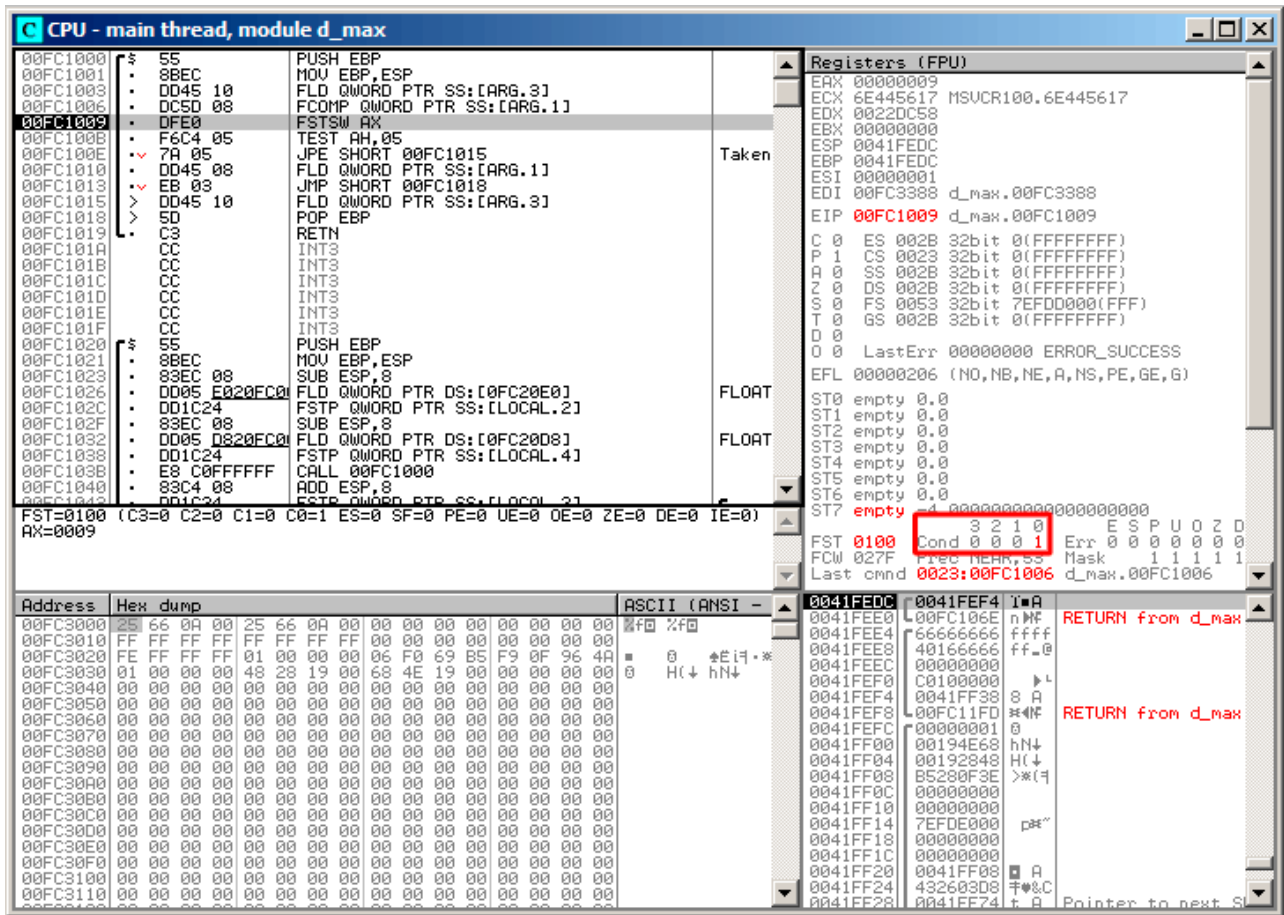 C CPU - main thread, module d_max
00FC1000 $ 55 PUSH EBP
00FC1001 . 8BEC MOV EBP,ESP
00FC1003 . DD45 10 FLD QWORD PTR SS:[ARG.3]
00FC1006 . DC5D 08 FCOMP QWORD PTR SS:[ARG.1]
00FC1009 . DFE0 FSTSW AX
00FC100B . F6C4 05 TEST AH,05
00FC100E . 7A 05 JPE SHORT 00FC1015 Taken
00FC1010 . DD45 08 FLD QWORD PTR SS:[ARG.1]
00FC1013 . EB 03 JMP SHORT 00FC1018
00FC1015 > DD45 10 FLD QWORD PTR SS:[ARG.3]
00FC1018 > 5D POP EBP
00FC1019 . C3 RETN
00FC101A CC INT3
00FC101B CC INT3
00FC101C CC INT3
00FC101D CC INT3
00FC101E CC INT3
00FC101F CC INT3
00FC1020 $ 55 PUSH EBP
00FC1021 . 8BEC MOV EBP,ESP
00FC1023 . 83EC 08 SUB ESP,8
00FC1026 . DD05 E020FC0 FLD QWORD PTR DS:[0FC20E0] FLOAT
00FC102C . DD1C24 FSTP QWORD PTR SS:[LOCAL.2]
00FC102F . 83EC 08 SUB ESP,8
00FC1032 . DD05 D820FC0 FLD QWORD PTR DS:[0FC20D8] FLOAT
00FC1038 . DD1C24 FSTP QWORD PTR SS:[LOCAL.4]
00FC103B . E8 C0FFFFFF CALL 00FC1000
00FC1040 . 83C4 08 ADD ESP,8
00FC1043 . DD1C24 FSTP QWORD PTR SS:[LOCAL.2]
FST=0100 (C3=0 C2=0 C1=0 C0=1 ES=0 SF=0 PE=0 UE=0 OE=0 ZE=0 DE=0 IE=0)
AX=0009
Registers (FPU)
EAX 00000009
ECX 6E445617 MSVCR100.6E445617
EDX 0022DC58
EBX 00000000
ESP 0041FEDC
EBP 0041FEDC
ESI 00000001
EDI 00FC3388 d_max.00FC3388
EIP 00FC1009 d_max.00FC1009
C 0 ES 002B 32bit 0(FFFFFFFF)
P 1 CS 0023 32bit 0(FFFFFFFF)
A 0 SS 002B 32bit 0(FFFFFFFF)
Z 0 DS 002B 32bit 0(FFFFFFFF)
S 0 FS 0053 32bit 7EFDD000(FFF)
T 0 GS 002B 32bit 0(FFFFFFFF)
D 0
O 0 LastErr 00000000 ERROR_SUCCESS
EFL 00000206 (NO,NB,NE,A,NS,PE,GE,G)
ST0 empty 0.0
ST1 empty 0.0
ST2 empty 0.0
ST3 empty 0.0
ST4 empty 0.0
ST5 empty 0.0
ST6 empty 0.0
ST7 empty -4.0000000000000000000
3 2 1 0 E S P U O Z D
FST 0100 Cond 0 0 0 1 Err 0 0 0 0 0 0 0
FCW 027F Prec NEAR,53 Mask 1 1 1 1 1
Last cmnd 0023:00FC1006 d_max.00FC1006
Address Hex dump ASCII (ANSI -
00FC3000 25 66 0A 00 25 66 0A 00 00 00 00 00 00 00 00 00 %f %f
00FC3010 FF FF FF FF FF FF FF FF 00 00 00 00 00 00 00 00
00FC3020 FE FF FF FF 01 00 00 00 06 F0 69 B5 F9 0F 96 4A
00FC3030 01 00 00 00 48 28 19 00 68 4E 19 00 00 00 00 00 H(↓ hN↓
00FC3040 00 00 00 00 00 00 00 00 00 00 00 00 00 00 00 00
00FC3050 00 00 00 00 00 00 00 00 00 00 00 00 00 00 00 00
00FC3060 00 00 00 00 00 00 00 00 00 00 00 00 00 00 00 00
00FC3070 00 00 00 00 00 00 00 00 00 00 00 00 00 00 00 00
00FC3080 00 00 00 00 00 00 00 00 00 00 00 00 00 00 00 00
00FC3090 00 00 00 00 00 00 00 00 00 00 00 00 00 00 00 00
00FC30A0 00 00 00 00 00 00 00 00 00 00 00 00 00 00 00 00
00FC30B0 00 00 00 00 00 00 00 00 00 00 00 00 00 00 00 00
00FC30C0 00 00 00 00 00 00 00 00 00 00 00 00 00 00 00 00
00FC30D0 00 00 00 00 00 00 00 00 00 00 00 00 00 00 00 00
00FC30E0 00 00 00 00 00 00 00 00 00 00 00 00 00 00 00 00
00FC30F0 00 00 00 00 00 00 00 00 00 00 00 00 00 00 00 00
00FC3100 00 00 00 00 00 00 00 00 00 00 00 00 00 00 00 00
00FC3110 00 00 00 00 00 00 00 00 00 00 00 00 00 00 00 00
0041FEDC 0041FEF4
0041FEE0 00FC106E RETURN from d_max
0041FEE4 66666666 ffff
0041FEE8 40166666 ff_@
0041FEEC 00000000
0041FEF0 C0100000
0041FEF4 0041FF38 8 A
0041FEF8 00FC11FD RETURN from d_max
0041FEFC 00000001
0041FF00 00194E68 hN↓
0041FF04 00192848 H(↓
0041FF08 B5280F3E
0041FF0C 00000000
0041FF10 00000000
0041FF14 7EFDE000
0041FF18 00000000
0041FF1C 00000000
0041FF20 0041FF08
0041FF24 432603D8
0041FF28 0041FF74 t A Pointer to next S